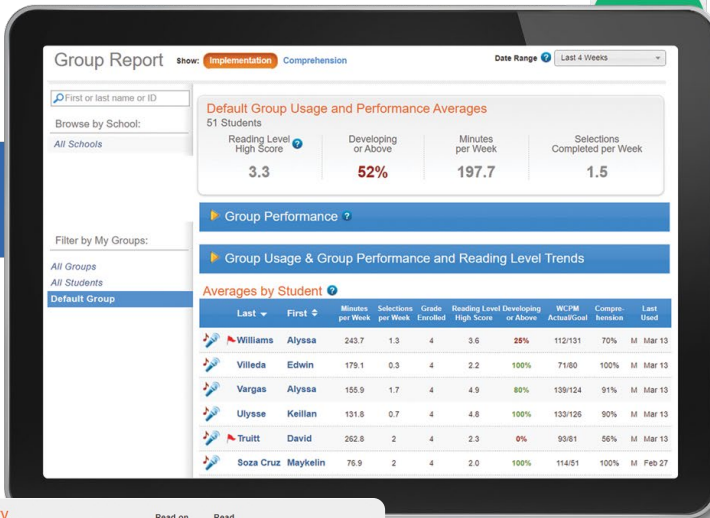 Group Report Show: Implementation Comprehension Date Range ? Last 4 Weeks
First or last name or ID
Browse by School:
All Schools
Filter by My Groups:
All Groups
All Students
Default Group
Default Group Usage and Performance Averages
51 Students
Reading Level High Score ? Developing or Above Minutes per Week Selections Completed per Week
3.3 52% 197.7 1.5
Group Performance ?
Group Usage & Group Performance and Reading Level Trends
Averages by Student ?
Last First Minutes per Week Selections per Week Grade Enrolled Reading Level High Score Developing or Above WCPM Actual/Goal Compre-hension Last Used
Williams Alyssa 243.7 1.3 4 3.6 25% 112/131 70% M Mar 13
Villeda Edwin 179.1 0.3 4 2.2 100% 71/80 100% M Mar 13
Vargas Alyssa 155.9 1.7 4 4.9 80% 139/124 91% M Mar 13
Ulysse Keillan 131.8 0.7 4 4.8 100% 133/126 90% M Mar 13
Truitt David 262.8 2 4 2.3 0% 93/81 56% M Mar 13
Soza Cruz Maykelin 76.9 2 4 2.0 100% 114/51 100% M Feb 27
Read on Read